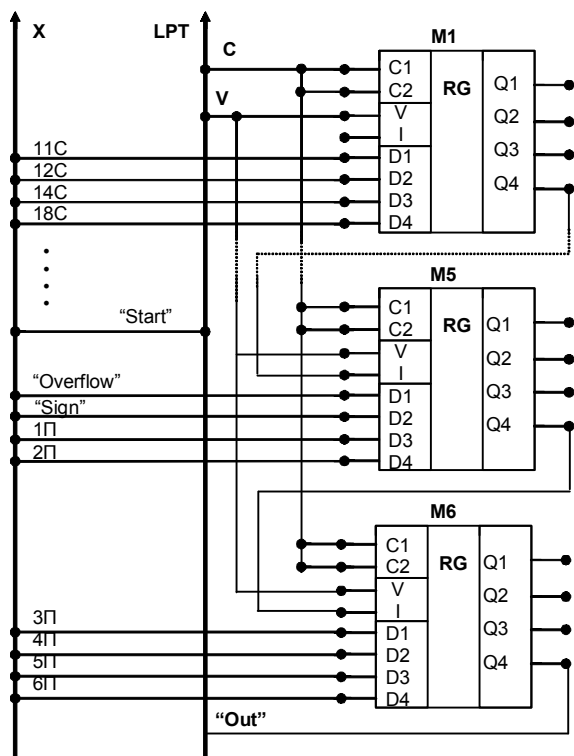 X LPT
C
V
M1
C1
C2
V
I
D1
D2
D3
D4
RG
Q1
Q2
Q3
Q4
11C
12C
14C
18C
“Start”
M5
C1
C2
V
I
D1
D2
D3
D4
RG
Q1
Q2
Q3
Q4
“Overflow”
“Sign”
1П
2П
M6
C1
C2
V
I
D1
D2
D3
D4
RG
Q1
Q2
Q3
Q4
3П
4П
5П
6П
“Out”